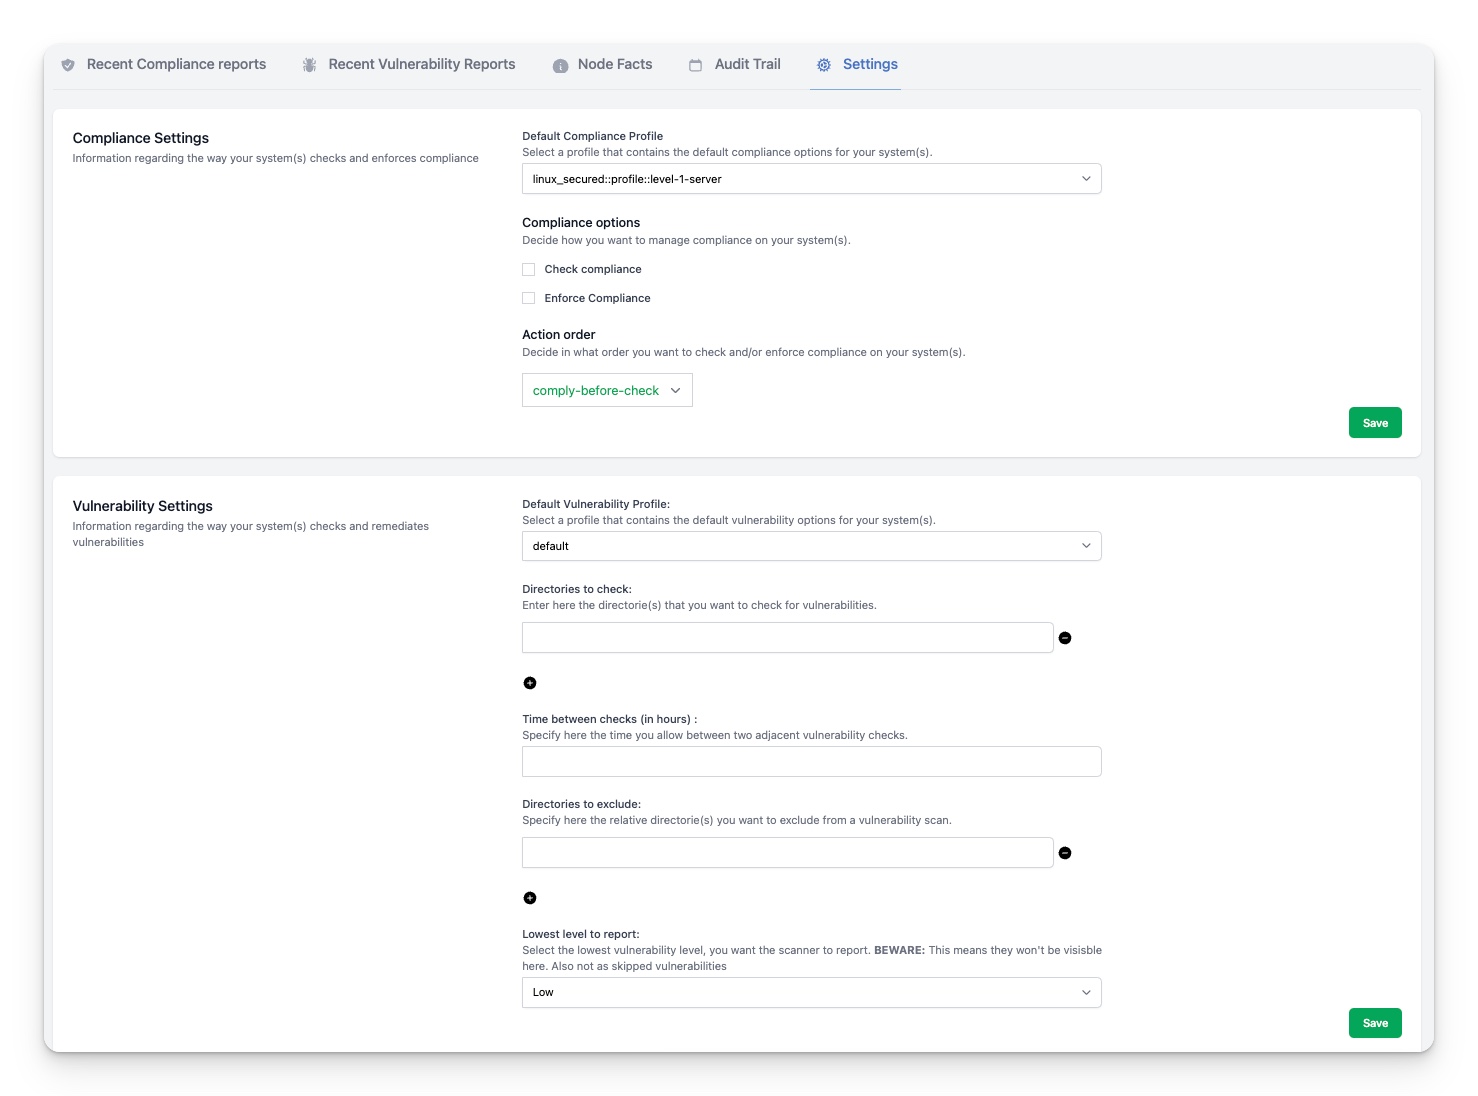 Recent Compliance reports
Recent Vulnerability Reports
Node Facts
Audit Trail
Settings
Compliance Settings
Information regarding the way your system(s) checks and enforces compliance
Default Compliance Profile
Select a profile that contains the default compliance options for your system(s).
linux_secured::profile::level-1-server
Compliance options
Decide how you want to manage compliance on your system(s).
Check compliance
Enforce Compliance
Action order
Decide in what order you want to check and/or enforce compliance on your system(s).
comply-before-check
Save
Vulnerability Settings
Information regarding the way your system(s) checks and remediates
vulnerabilities
Default Vulnerability Profile:
Select a profile that contains the default vulnerability options for your system(s).
default
Directories to check:
Enter here the directorie(s) that you want to check for vulnerabilities.
Time between checks (in hours) :
Specify here the time you allow between two adjacent vulnerability checks.
Directories to exclude:
Specify here the relative directorie(s) you want to exclude from a vulnerability scan.
Lowest level to report:
Select the lowest vulnerability level, you want the scanner to report. BEWARE: This means they won't be visisble
here. Also not as skipped vulnerabilities
Low
Save